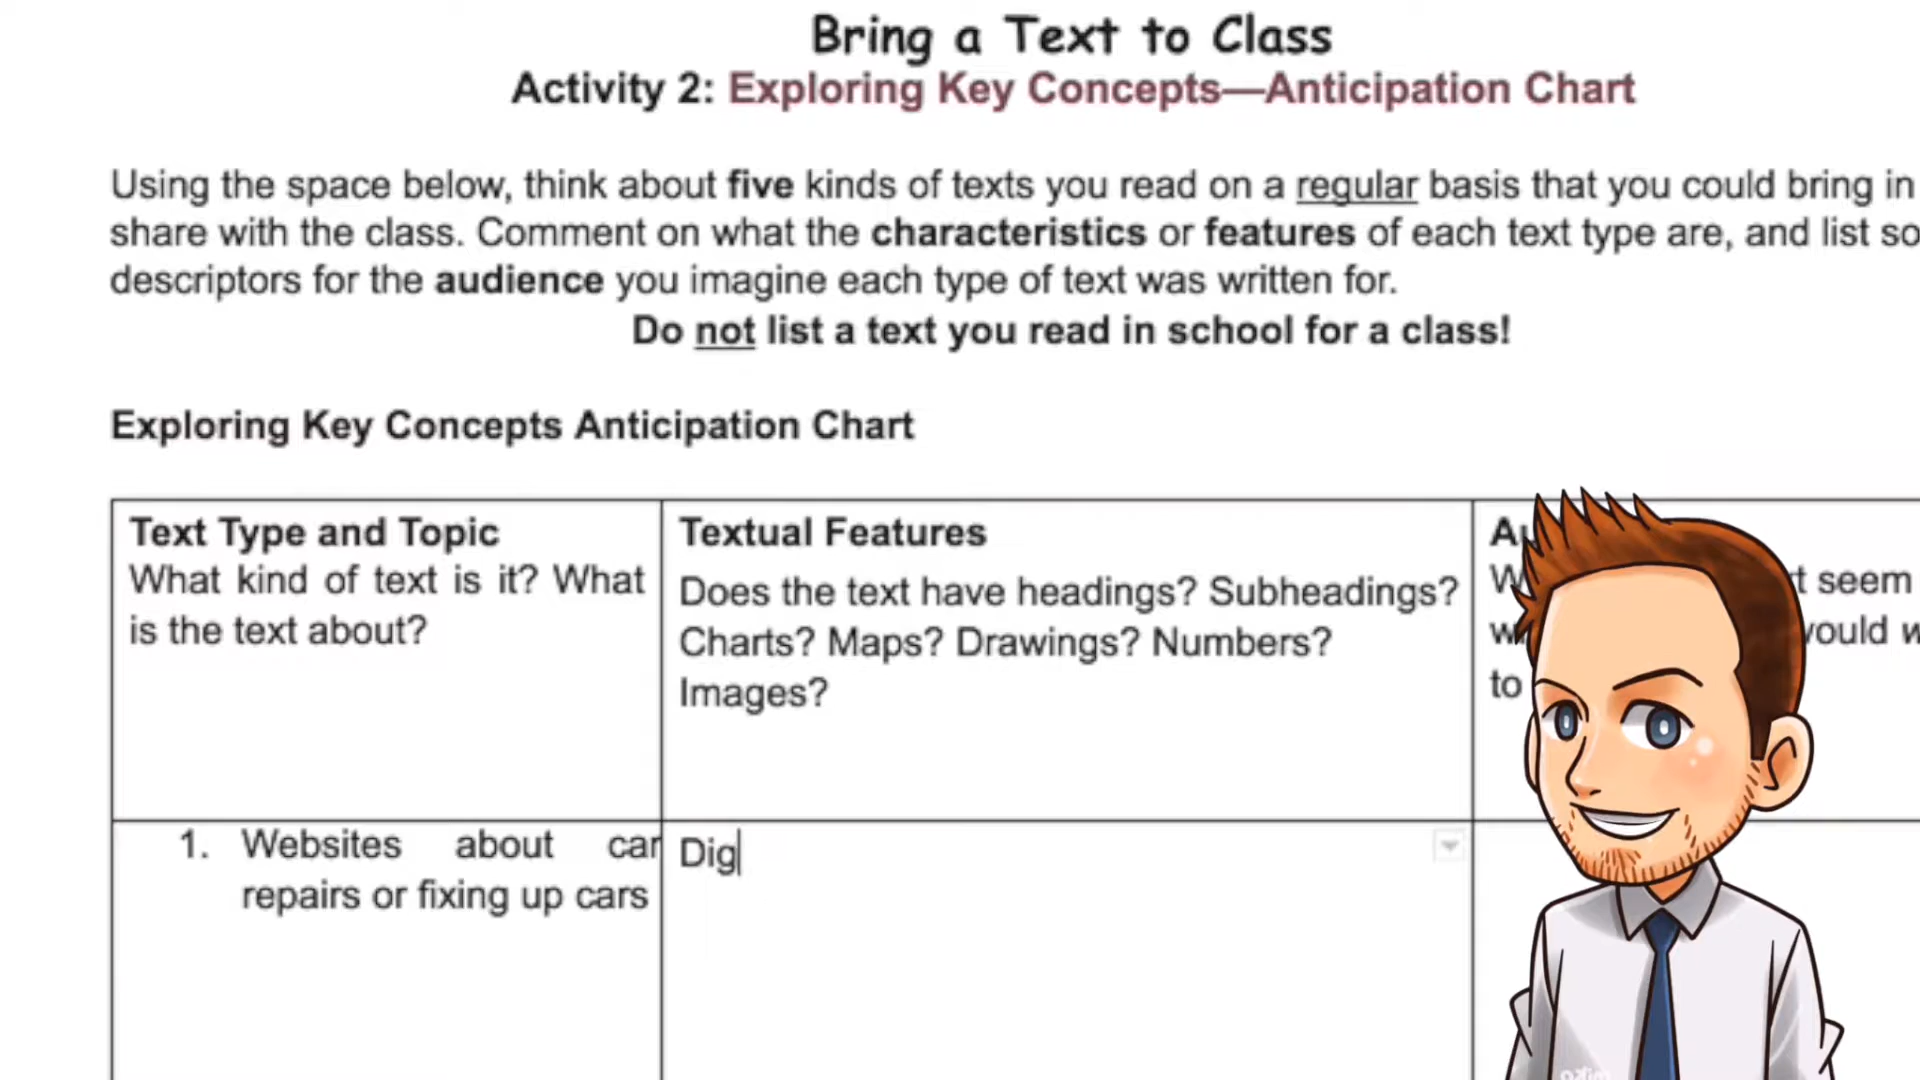 Bring a Text to Class
Activity 2: Exploring Key Concepts—Anticipation Chart
Using the space below, think about five kinds of texts you read on a regular basis that you could bring in
share with the class. Comment on what the characteristics or features of each text type are, and list so
descriptors for the audience you imagine each type of text was written for.
Do not list a text you read in school for a class!
Exploring Key Concepts Anticipation Chart
Text Type and Topic
What kind of text is it? What
is the text about?
Textual Features
Does the text have headings? Subheadings?
Charts? Maps? Drawings? Numbers?
Images?
seem
to
1. Websites about car
repairs or fixing up cars
Dig